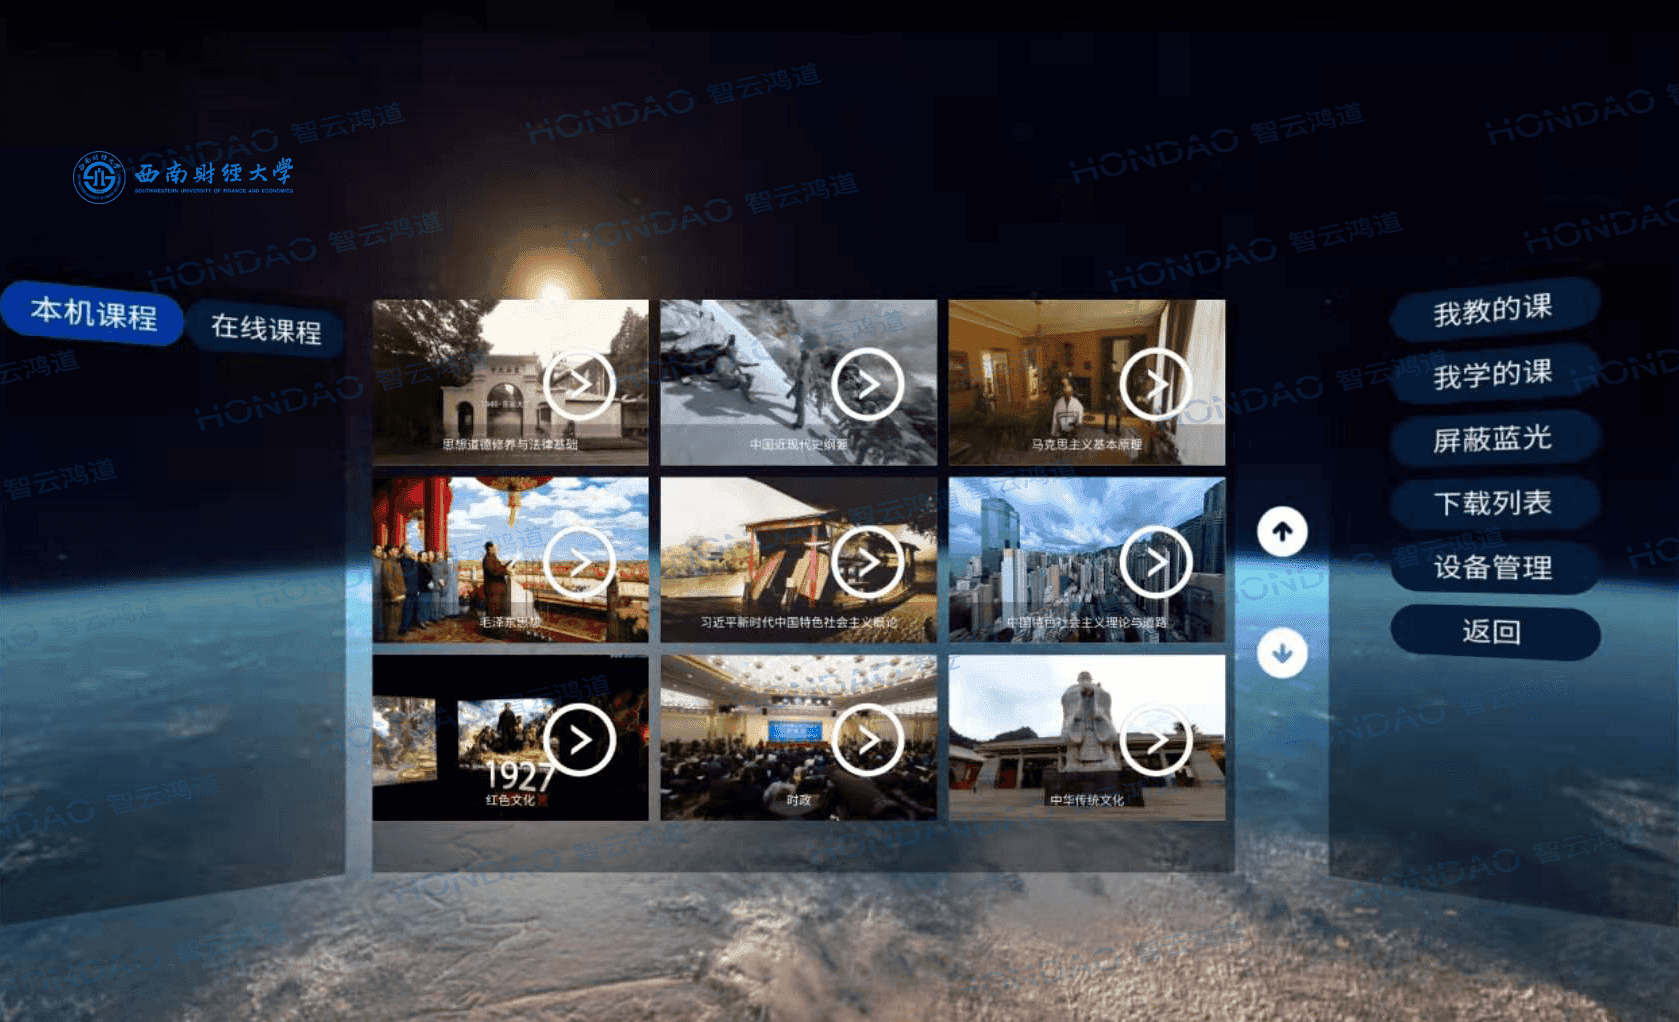 HONDAO 智云鸿道
西南财经大学
SOUTHWESTERN UNIVERSITY OF FINANCE AND ECONOMICS
本机课程
在线课程
思想道德修养与法律基础
中国近现代史纲要
马克思主义基本原理
毛泽东思想
习近平新时代中国特色社会主义概论
中国特色社会主义理论与道路
1927
红色文化
时政
中华传统文化
我教的课
我学的课
屏蔽蓝光
下载列表
设备管理
返回